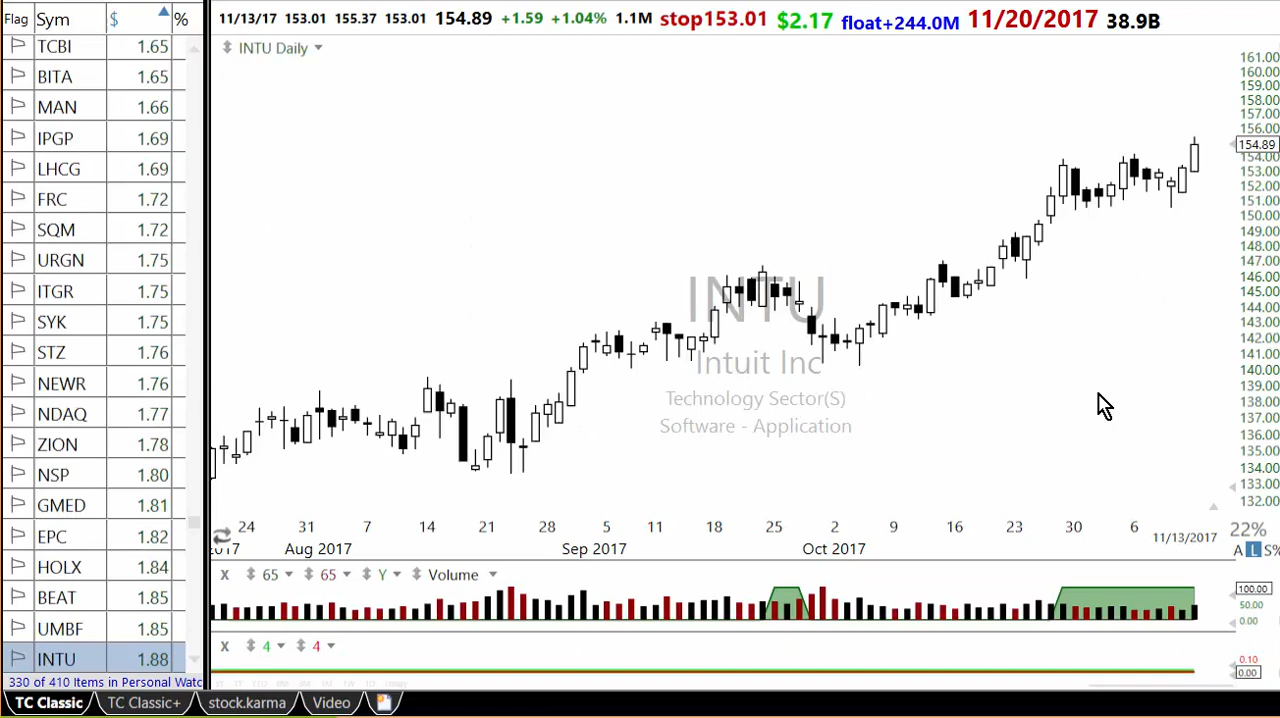 Flag Sym $ %
TCBI 1.65
BITA 1.65
MAN 1.66
IPGP 1.69
LHCG 1.69
FRC 1.72
SQM 1.72
URGN 1.75
ITGR 1.75
SYK 1.75
STZ 1.76
NEWR 1.76
NDAQ 1.77
ZION 1.78
NSP 1.80
GMED 1.81
EPC 1.82
HOLX 1.84
BEAT 1.85
UMBF 1.85
INTU 1.88
330 of 410 Items in Personal Watc
TC Classic TC Classic+ stock.karma Video
11/13/17 153.01 155.37 153.01 154.89 +1.59 +1.04% 1.1M stop153.01 $2.17 float+244.0M 11/20/2017 38.9B
INTU Daily
INTU
Intuit Inc
Technology Sector(S)
Software - Application
161.00
160.00
159.00
158.00
157.00
156.00
154.89
154.00
153.00
152.00
151.00
150.00
149.00
148.00
147.00
146.00
145.00
144.00
143.00
142.00
141.00
140.00
139.00
138.00
137.00
136.00
135.00
134.00
133.00
132.00
24 31 7 14 21 28 5 11 18 25 2 9 16 23 30 6 11/13/2017 22%
2017 Aug 2017 Sep 2017 Oct 2017 A L S%
X 65 65 Y Volume
100.00
50.00
0.00
X 4 4
0.10
0.00